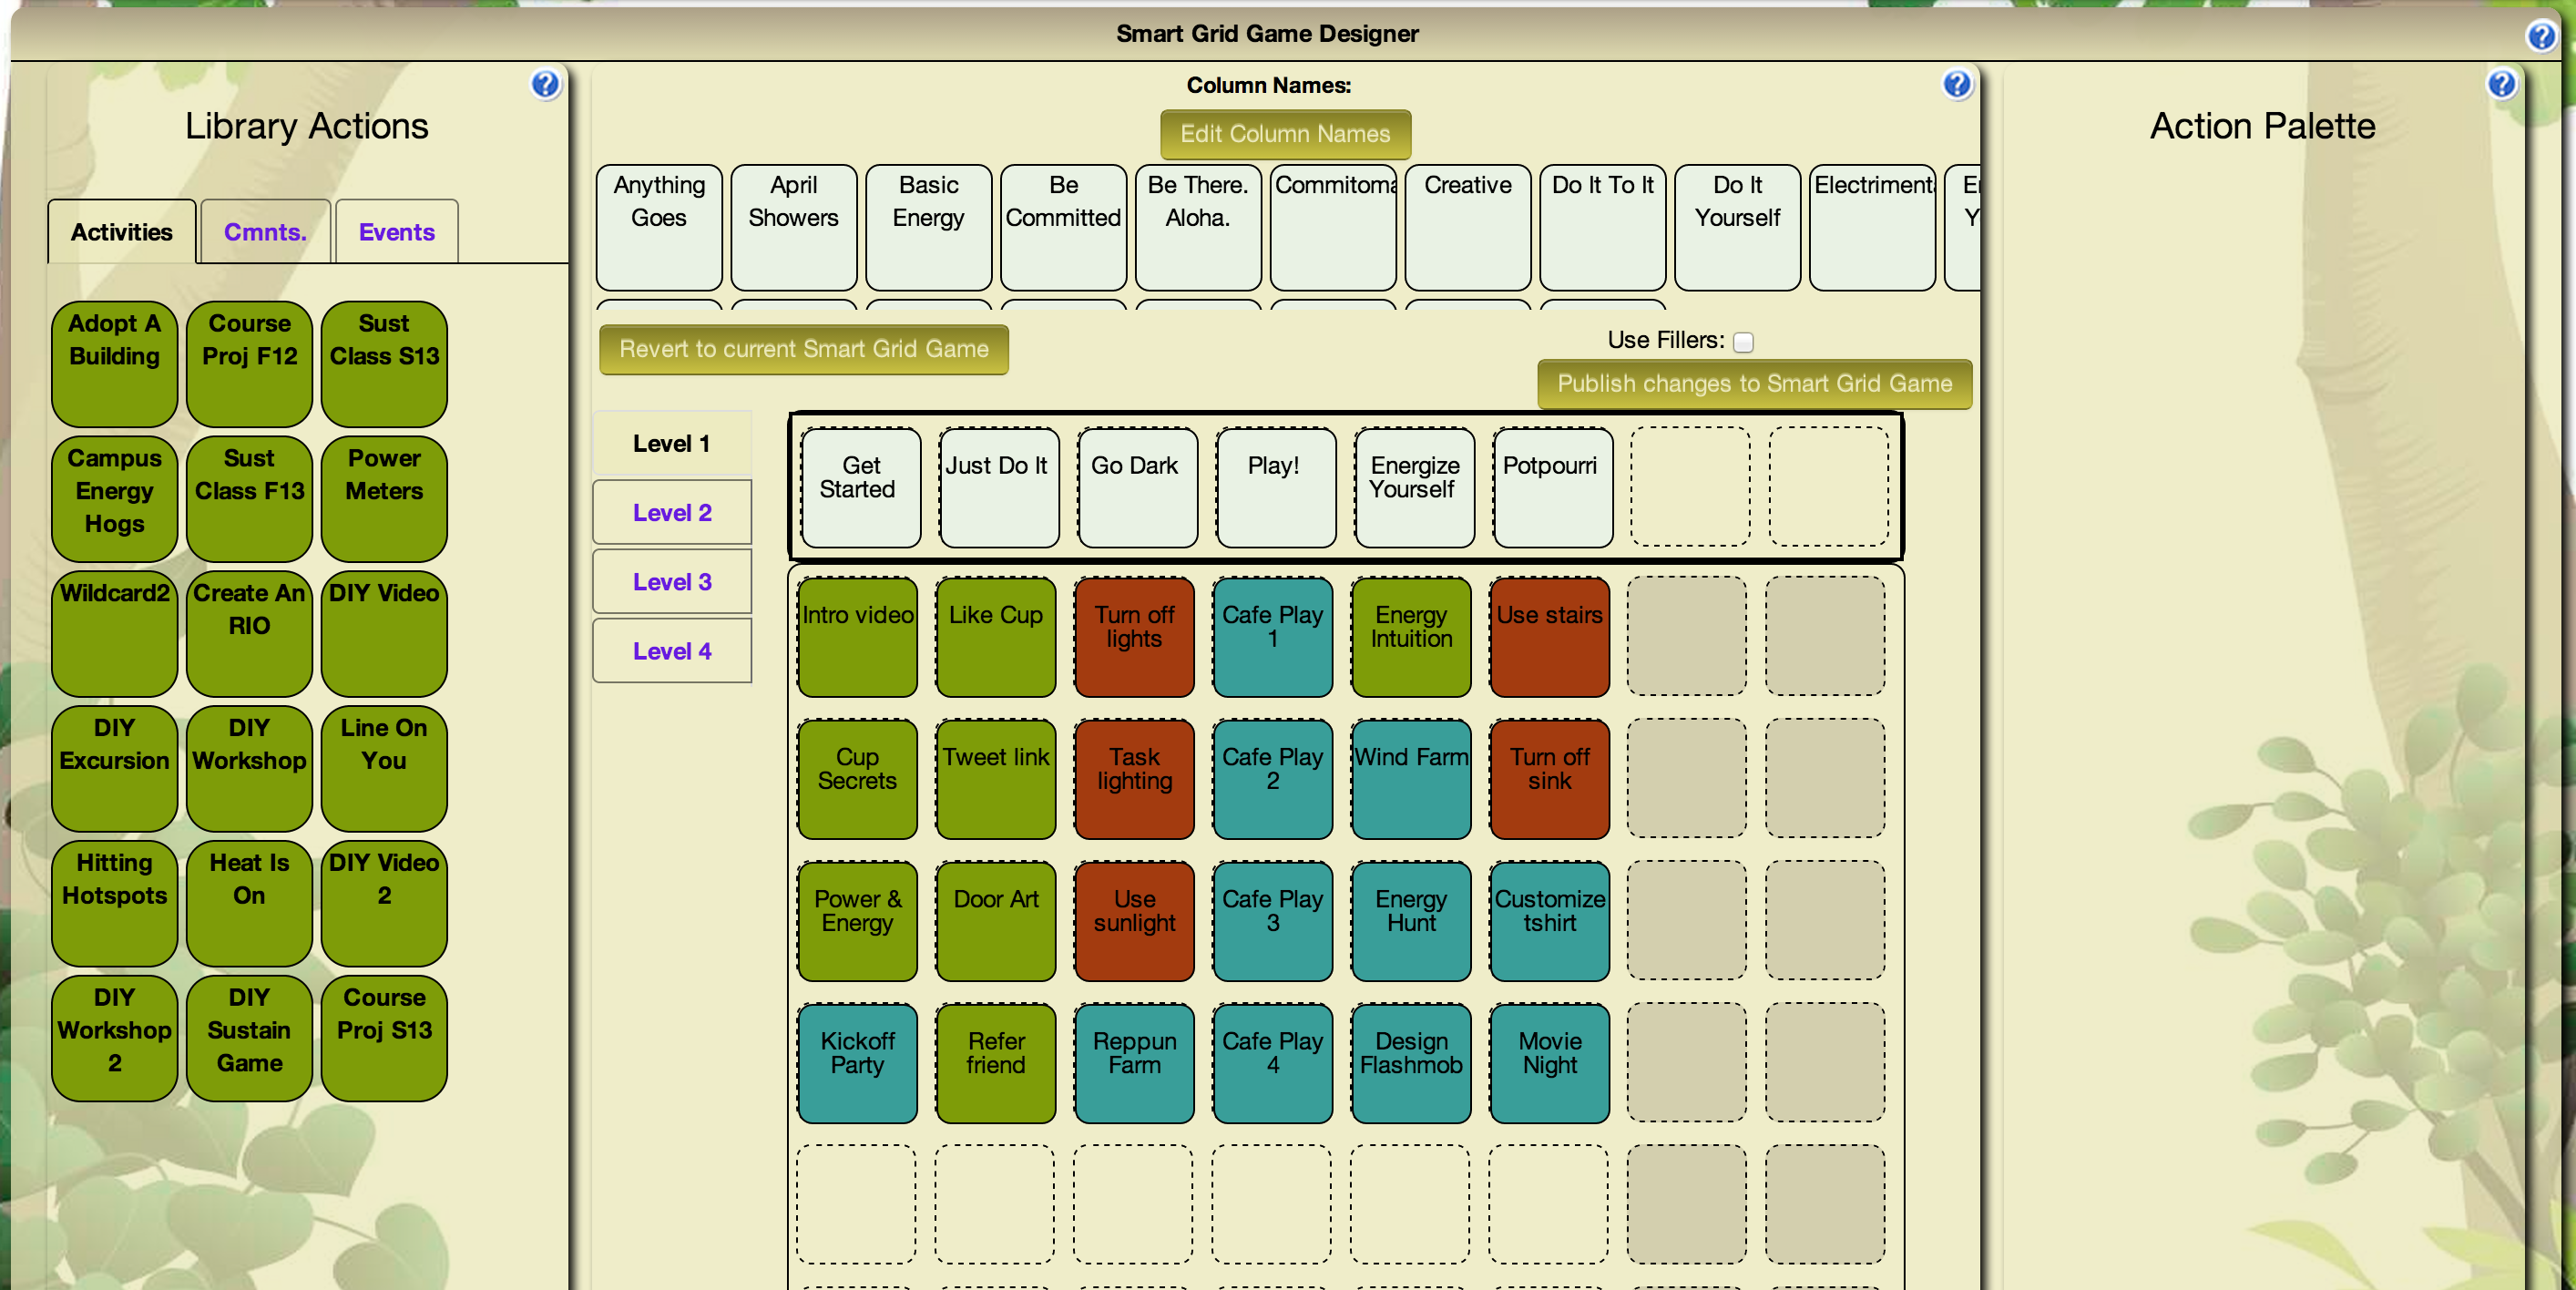 Smart Grid Game Designer
Library Actions
Activities
Cmnts.
Events
Adopt A
Building
Course
Proj F12
Sust
Class S13
Campus
Energy
Hogs
Sust
Class F13
Power
Meters
Wildcard2
Create An
RIO
DIY Video
DIY
Excursion
DIY
Workshop
Line On
You
Hitting
Hotspots
Heat Is
On
DIY Video
2
DIY
Workshop
2
DIY
Sustain
Game
Course
Proj S13
Column Names:
Edit Column Names
Anything
Goes
April
Showers
Basic
Energy
Be
Committed
Be There.
Aloha.
Commitoma
Creative
Do It To It
Do It
Yourself
Electriment
Revert to current Smart Grid Game
Use Fillers:
Publish changes to Smart Grid Game
Level 1
Level 2
Level 3
Level 4
Get
Started
Just Do It
Go Dark
Play!
Energize
Yourself
Potpourri
Intro video
Like Cup
Turn off
lights
Cafe Play
1
Energy
Intuition
Use stairs
Cup
Secrets
Tweet link
Task
lighting
Cafe Play
2
Wind Farm
Turn off
sink
Power &
Energy
Door Art
Use
sunlight
Cafe Play
3
Energy
Hunt
Customize
tshirt
Kickoff
Party
Refer
friend
Reppun
Farm
Cafe Play
4
Design
Flashmob
Movie
Night
Action Palette